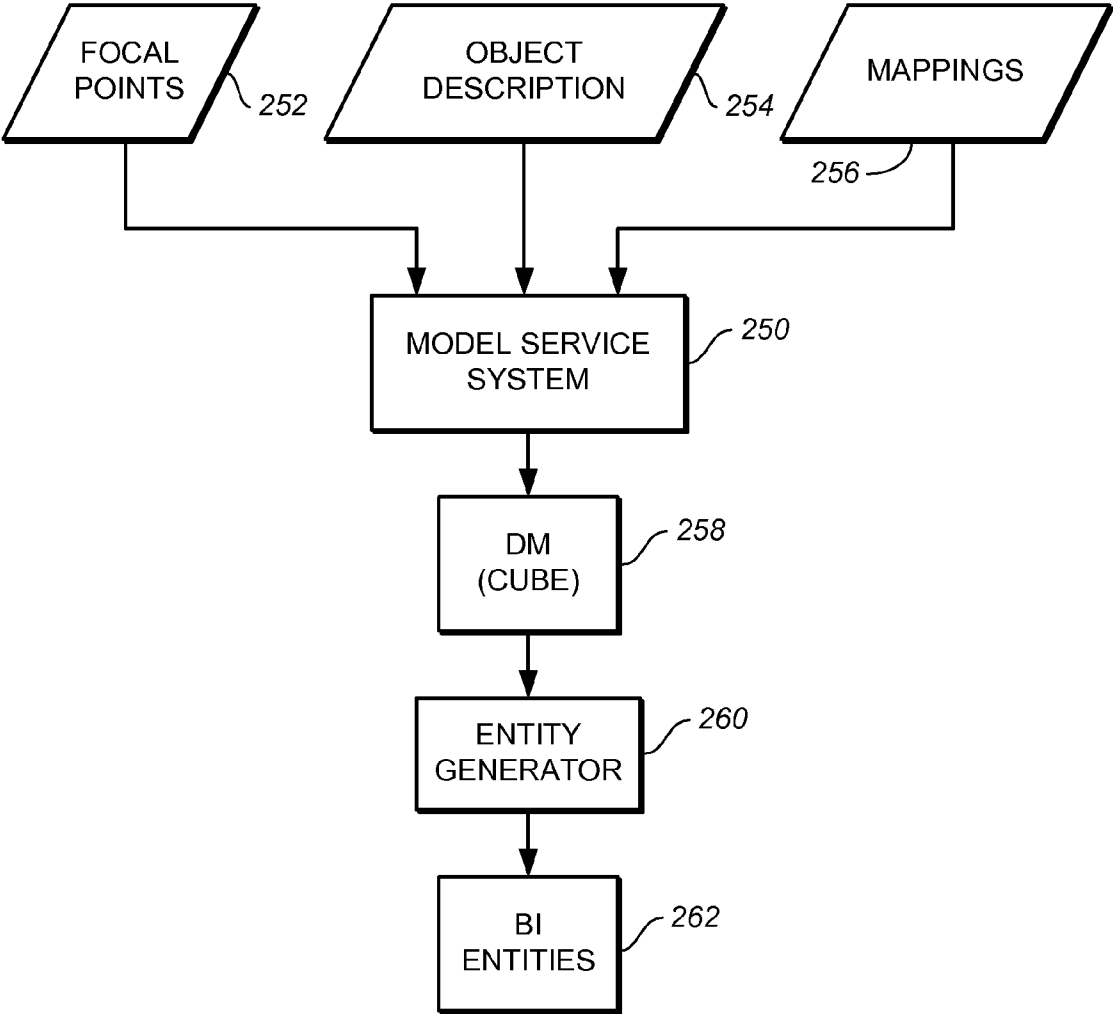 FOCAL
POINTS
252
OBJECT
DESCRIPTION
254
MAPPINGS
256
MODEL SERVICE
SYSTEM
250
DM
(CUBE)
258
ENTITY
GENERATOR
260
BI
ENTITIES
262